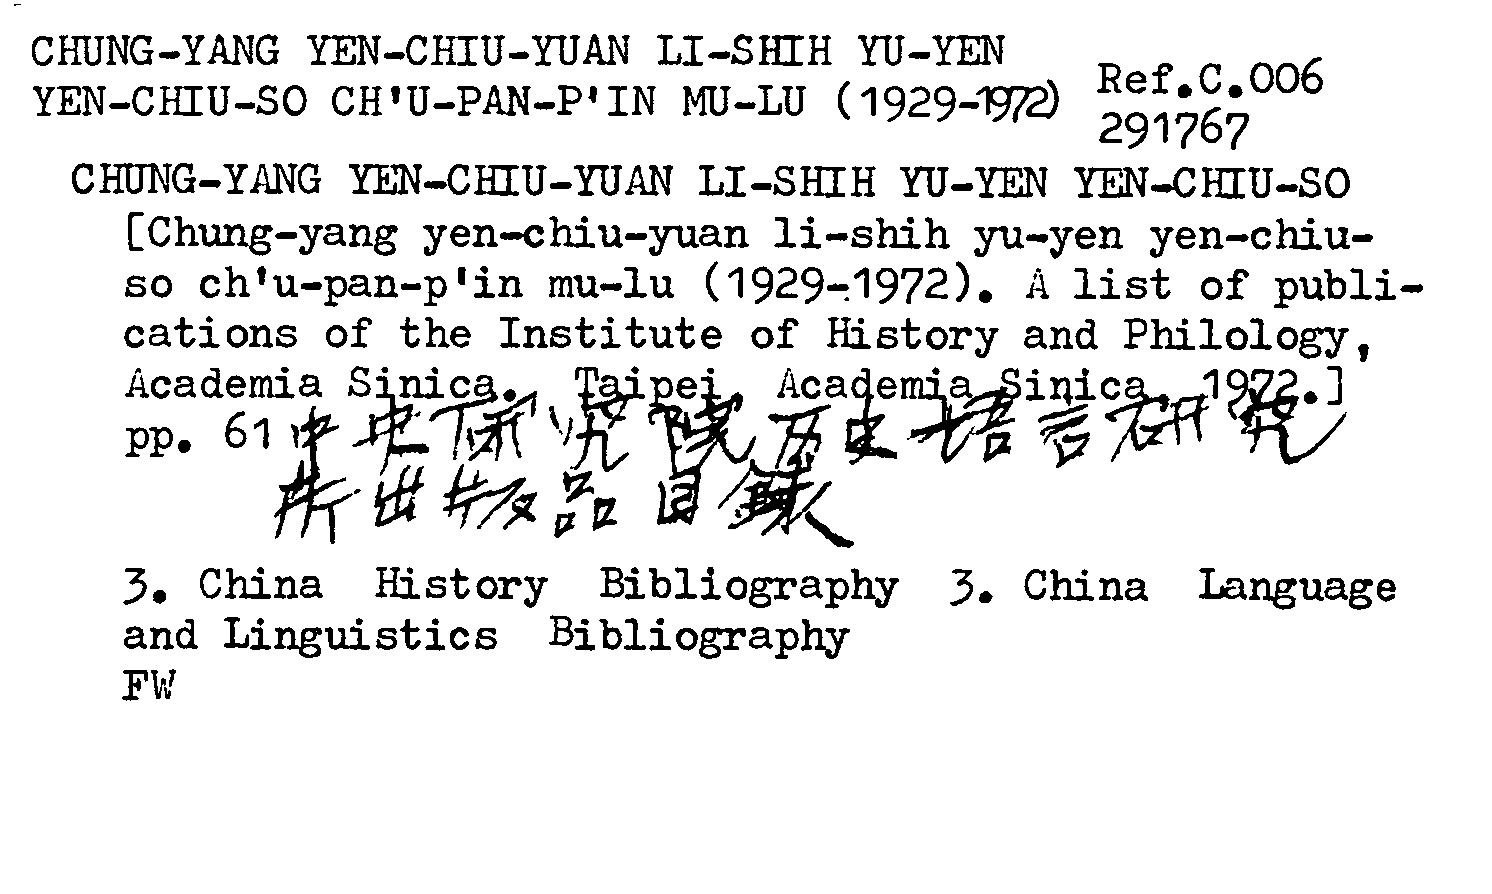 CHUNG-YANG YEN-CHIU-YUAN LI-SHIH YU-YEN
YEN-CHIU-SO CH'U-PAN-P'IN MU-LU (1929-1972)
Ref.C.006
291767
CHUNG-YANG YEN-CHIU-YUAN LI-SHIH YU-YEN YEN-CHIU-SO
[Chung-yang yen-chiu-yuan li-shih yu-yen yen-chiu-
so ch'u-pan-p'in mu-lu (1929-1972). A list of publi-
cations of the Institute of History and Philology,
Academia Sinica. Taipei, Academia Sinica, 1972.]
pp. 61 中央研究院历史語言研究
所出版品目錄
3. China History Bibliography 3. China Language
and Linguistics Bibliography
FW